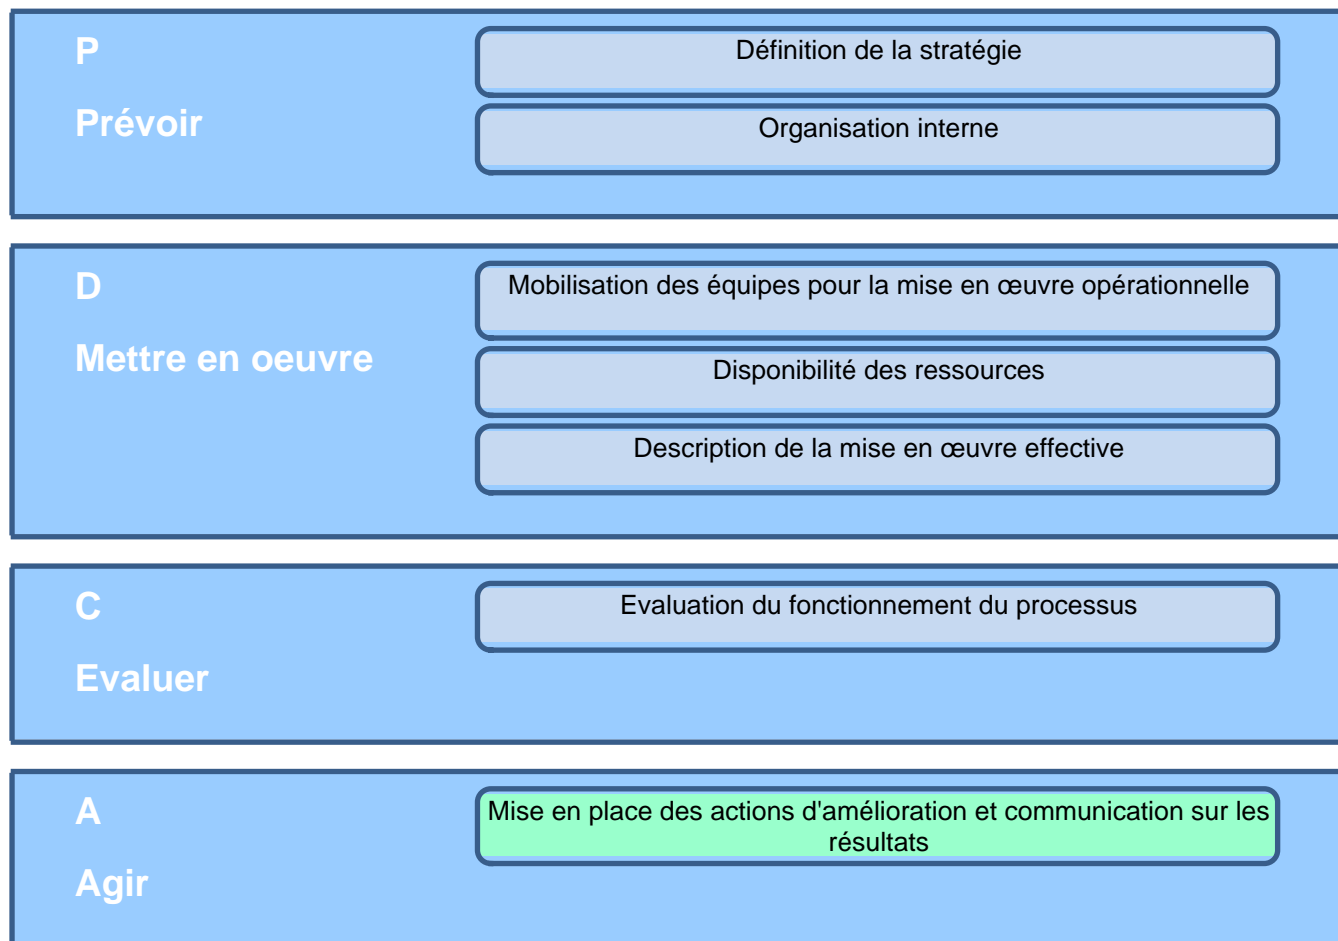 P
Prévoir
Définition de la stratégie
Organisation interne
D
Mettre en oeuvre
Mobilisation des équipes pour la mise en œuvre opérationnelle
Disponibilité des ressources
Description de la mise en œuvre effective
C
Evaluer
Evaluation du fonctionnement du processus
A
Agir
Mise en place des actions d'amélioration et communication sur les
résultats